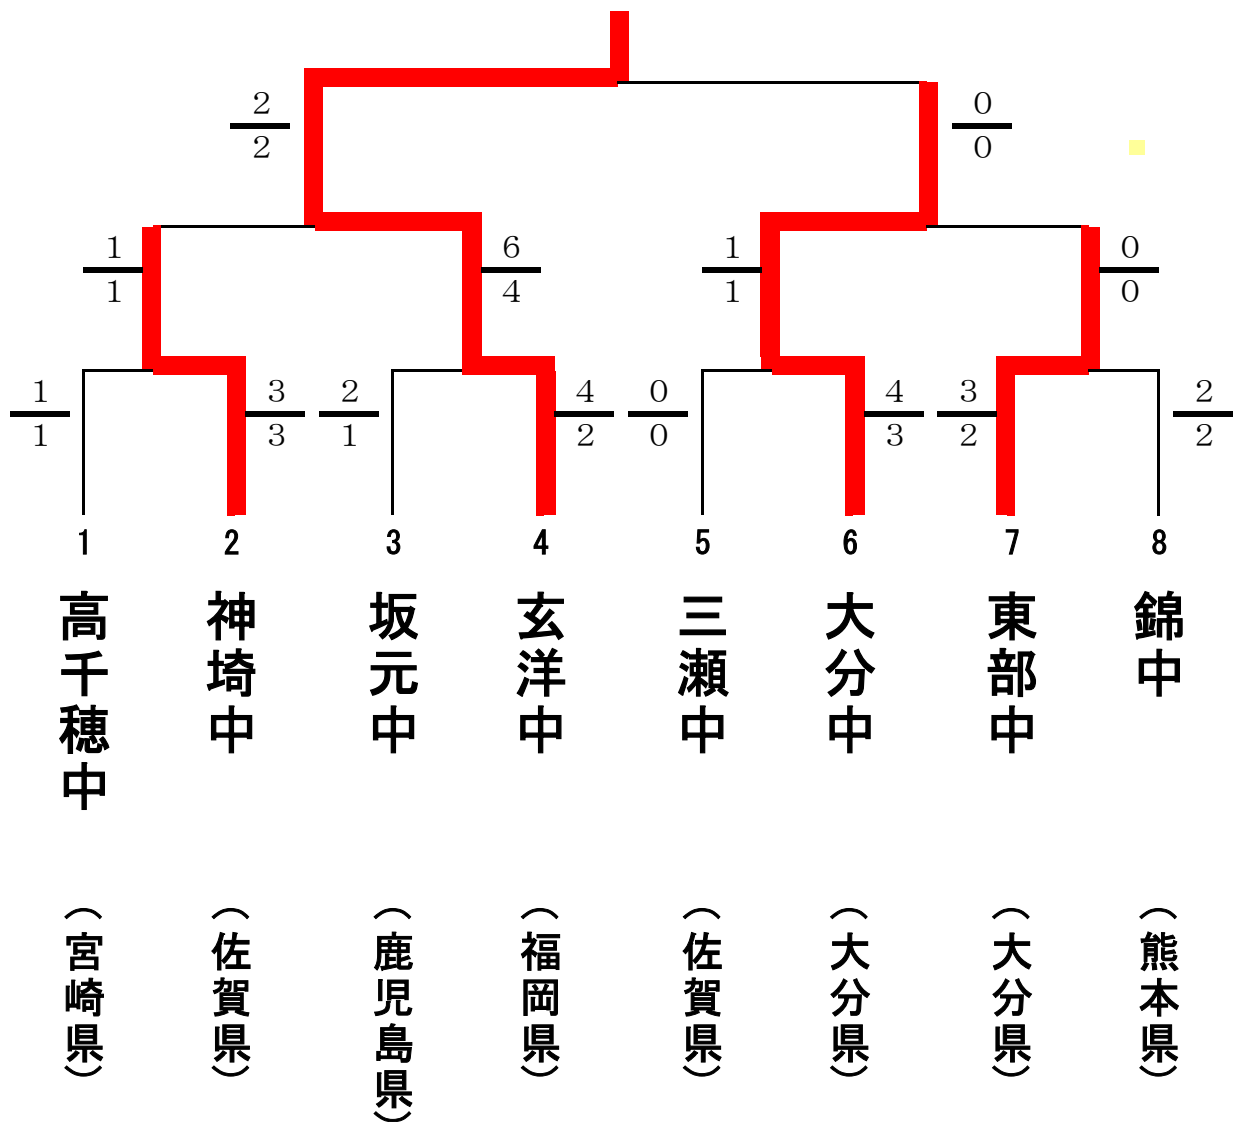 ２ ０
２ ０
１ ６ １ ０
１ ４ １ ０
１ ３ ２ ４ ０ ４ ３ ２
１ ３ １ ２ ０ ３ ２ ２
1 2 3 4 5 6 7 8
高千穂中
神埼中
坂元中
玄洋中
三瀬中
大分中
東部中
錦中
（宮崎県）
（佐賀県）
（鹿児島県）
（福岡県）
（佐賀県）
（大分県）
（大分県）
（熊本県）